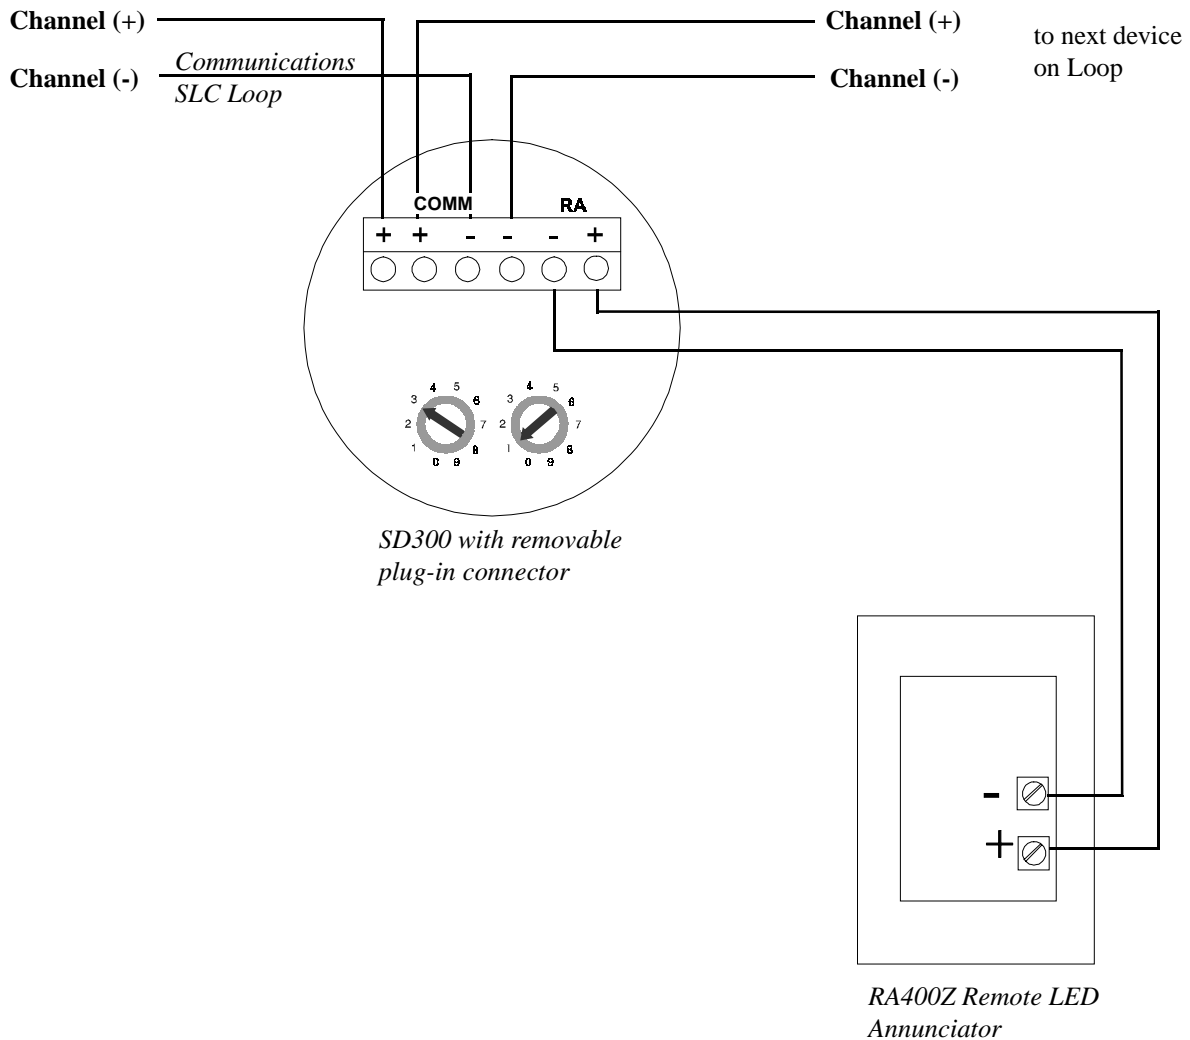 Channel (+)
Channel (+)
to next device
on Loop
Communications
SLC Loop
Channel (-)
Channel (-)
COMM
RA
+ + - - - +
4 5 4 5
3 6 3 6
2 7 2 7
1 8 1 8
0 9 0 9
SD300 with removable
plug-in connector
-
+
RA400Z Remote LED
Annunciator